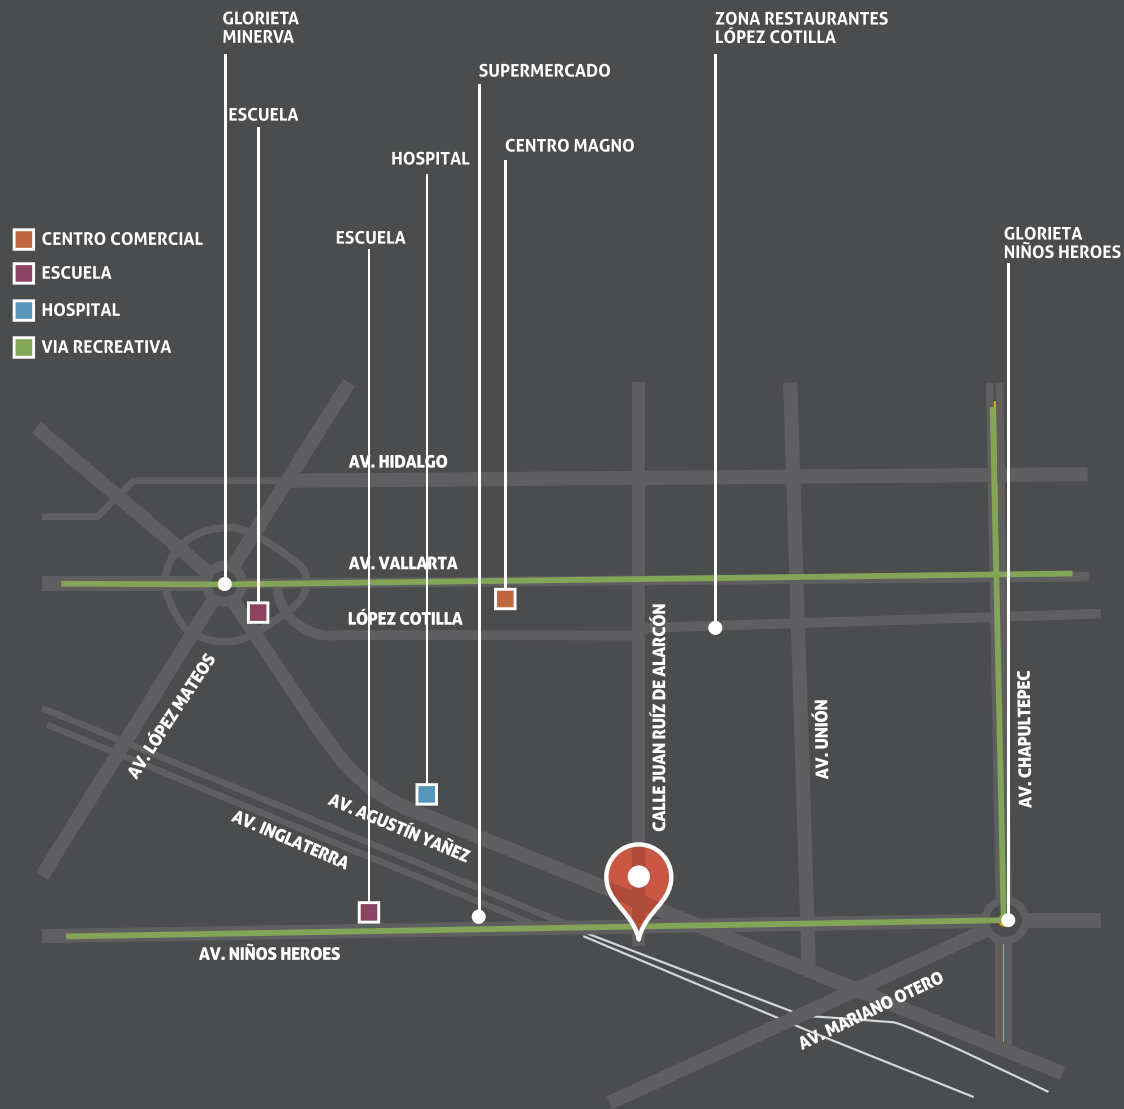 GLORIETA
MINERVA
ZONA RESTAURANTES
LÓPEZ COTILLA
SUPERMERCADO
ESCUELA
CENTRO MAGNO
HOSPITAL
ESCUELA
GLORIETA
NIÑOS HEROES
CENTRO COMERCIAL
ESCUELA
HOSPITAL
VIA RECREATIVA
AV. HIDALGO
AV. VALLARTA
LÓPEZ COTILLA
CALLE JUAN RUÍZ DE ALARCÓN
AV. LÓPEZ MATEOS
AV. UNIÓN
AV. CHAPULTEPEC
AV. AGUSTÍN YAÑEZ
AV. INGLATERRA
AV. NIÑOS HEROES
AV. MARIANO OTERO